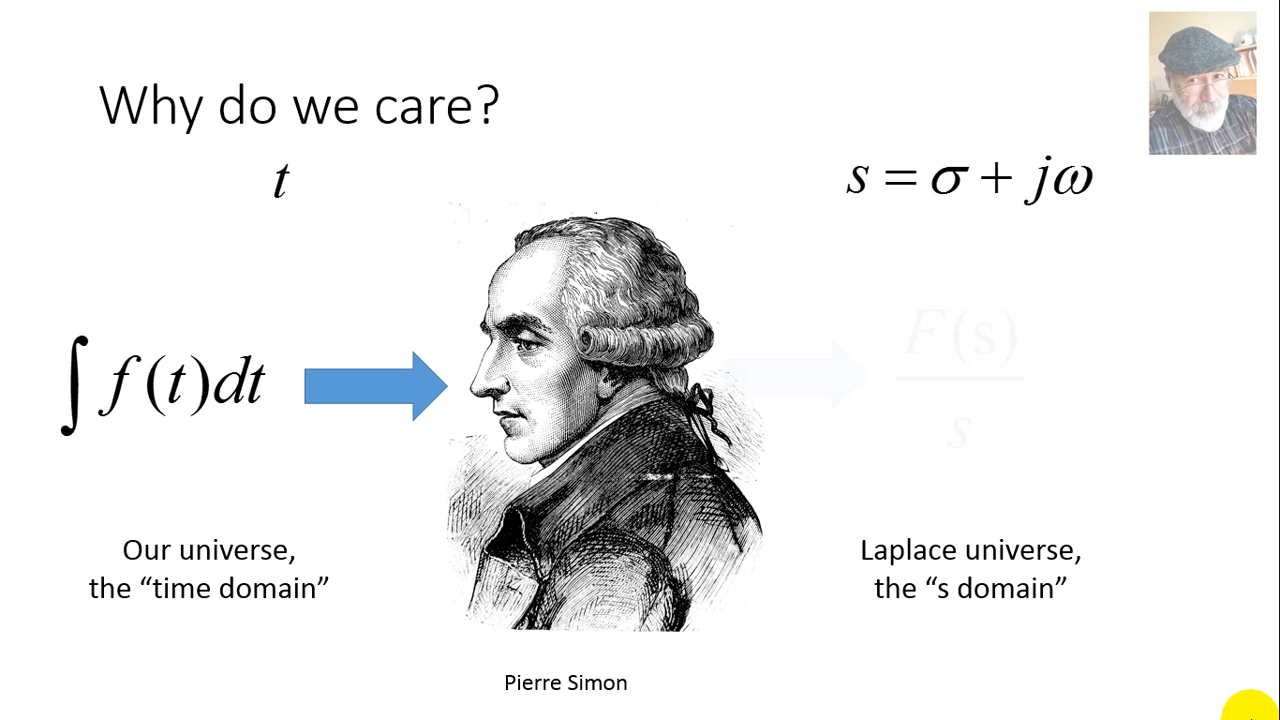 Why do we care?
t
s = σ + jω
∫ f(t)dt
F(s)
s
Our universe,
the “time domain”
Laplace universe,
the “s domain”
Pierre Simon